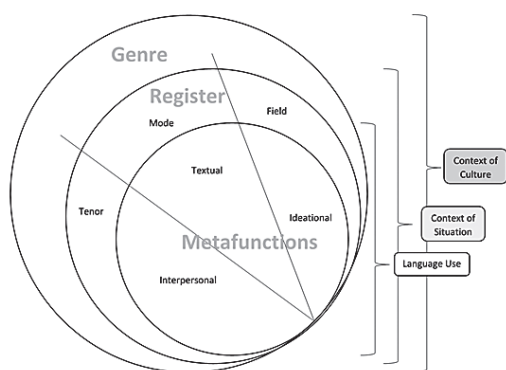 Genre
Register
Mode
Field
Textual
Tenor
Ideational
Metafunctions
Interpersonal
Context of
Culture
Context of
Situation
Language Use